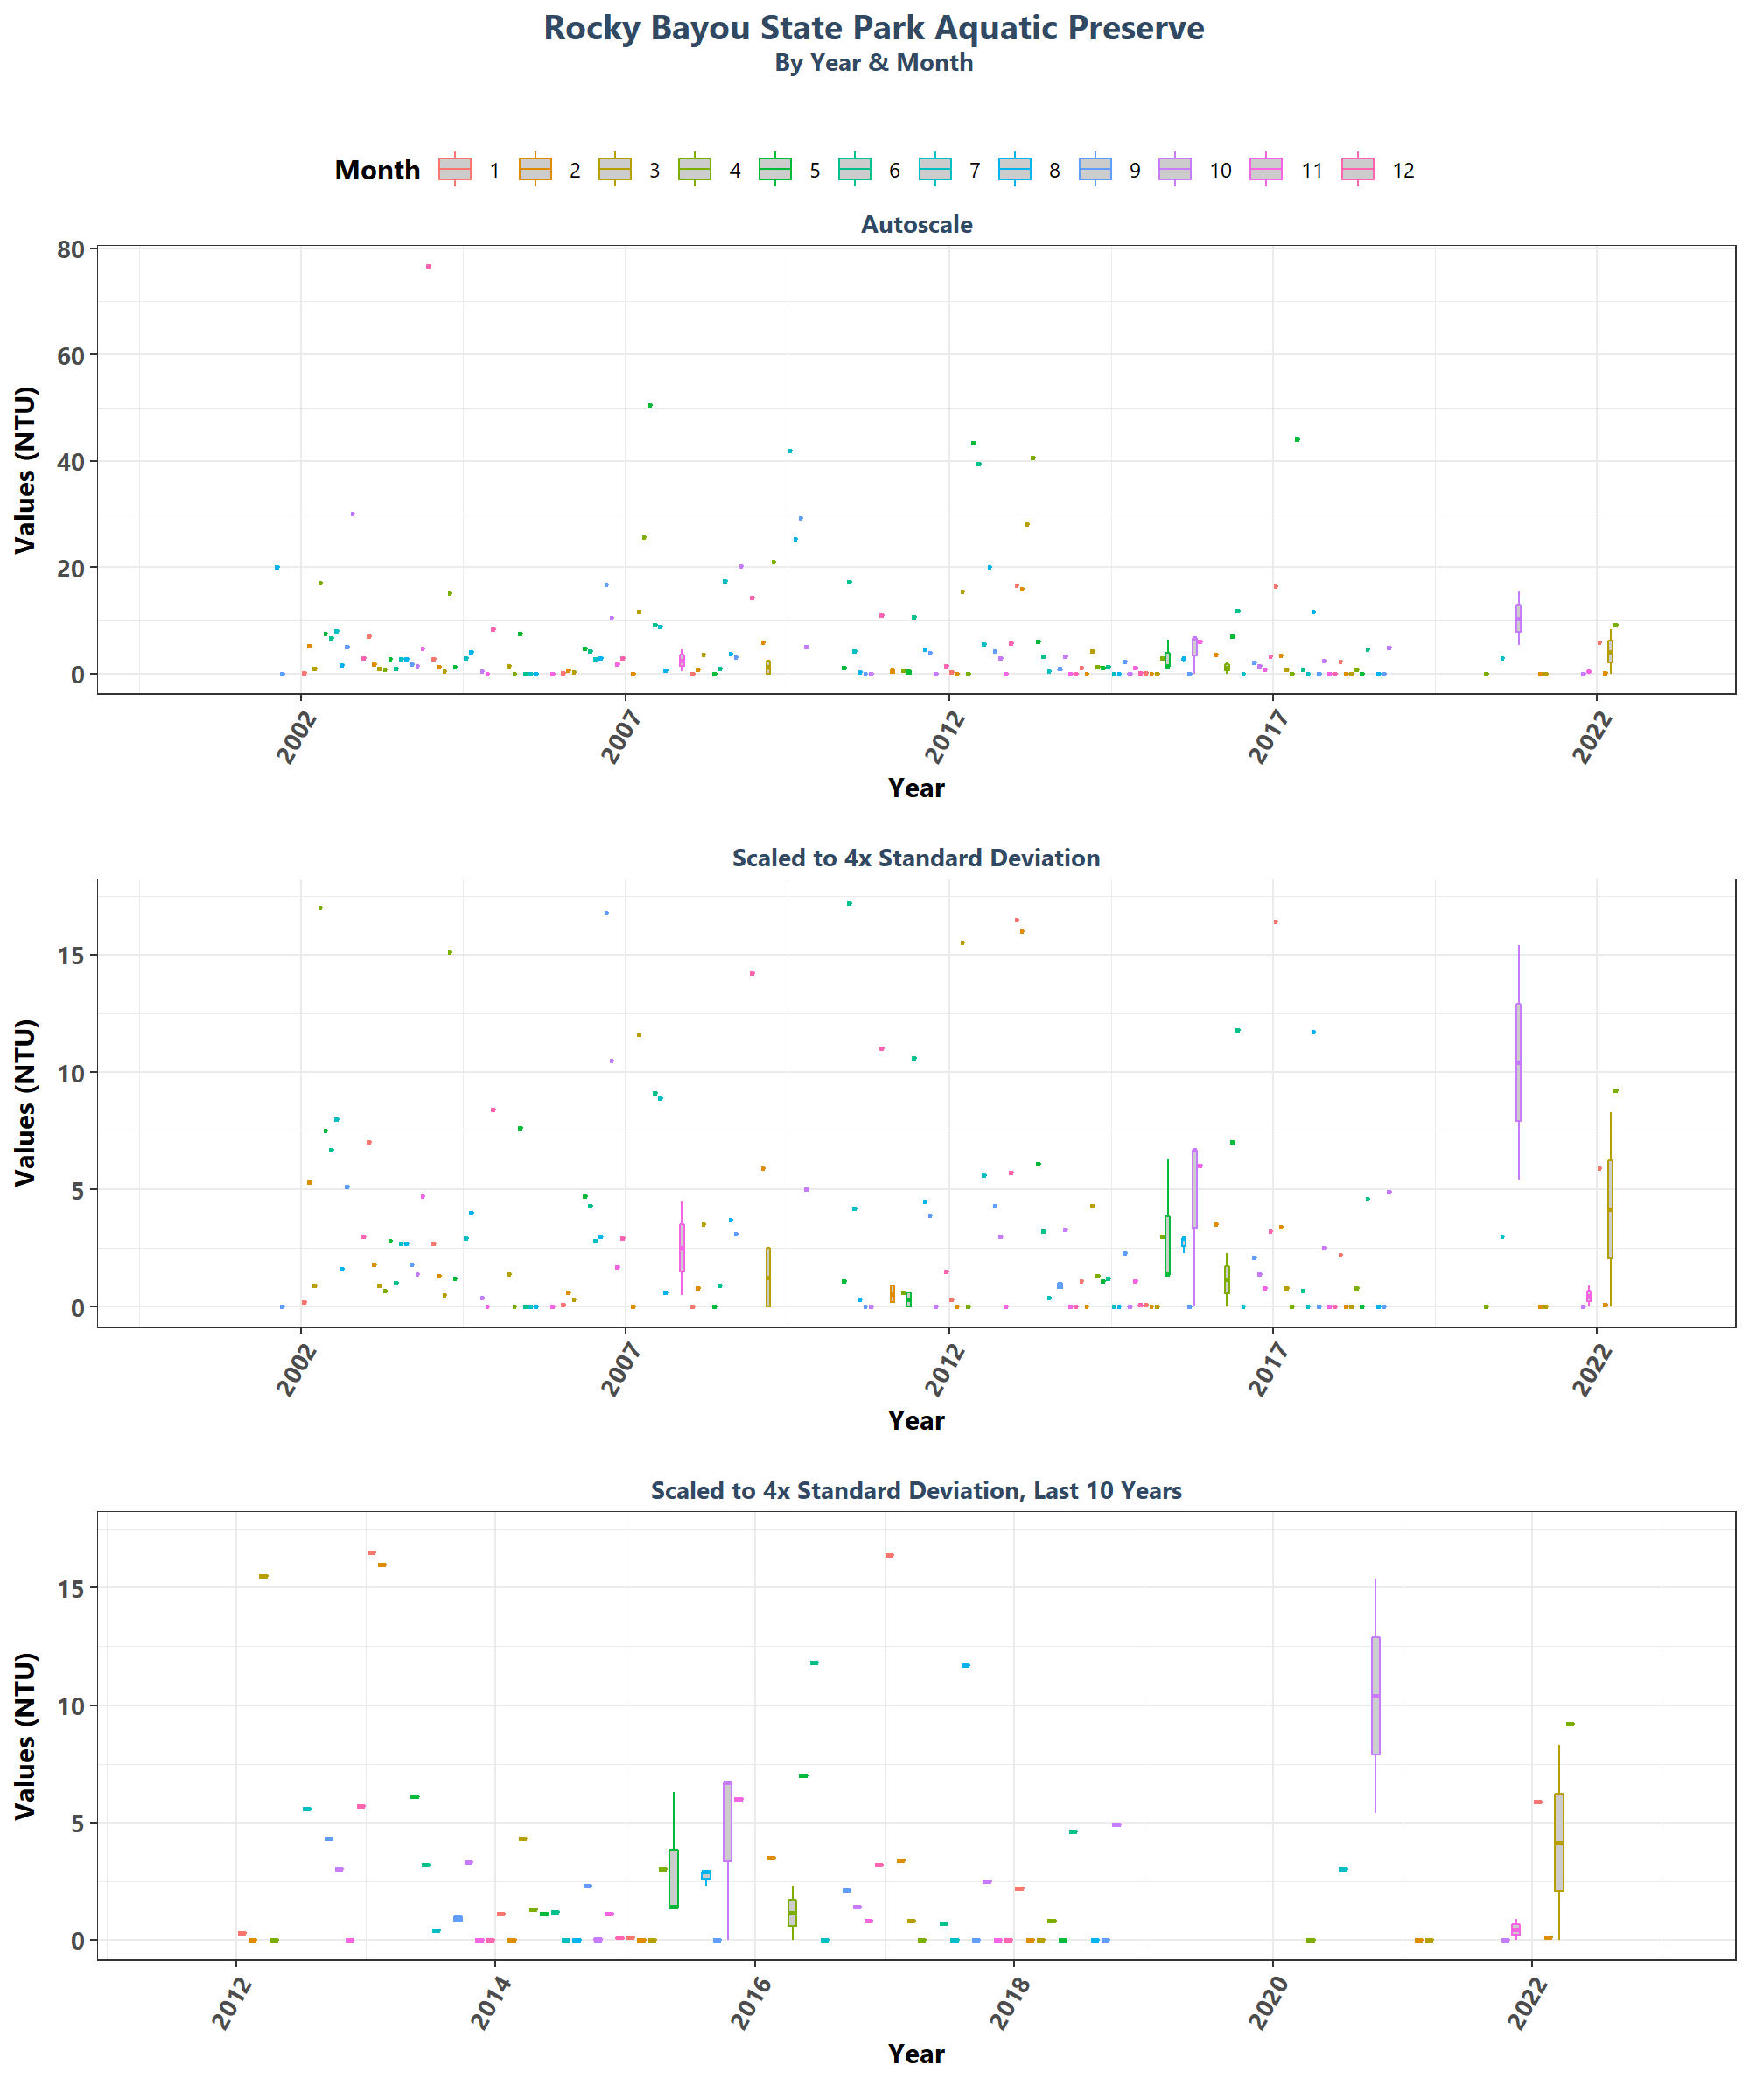 Rocky Bayou State Park Aquatic Preserve
By Year & Month
Month 1 2 3 4 5 6 7 8 9 10 11 12
Autoscale
80
60
40
20
0
Values (NTU)
2002 2007 2012 2017 2022
Year
Scaled to 4x Standard Deviation
15
10
5
0
Values (NTU)
2002 2007 2012 2017 2022
Year
Scaled to 4x Standard Deviation, Last 10 Years
15
10
5
0
Values (NTU)
2012 2014 2016 2018 2020 2022
Year